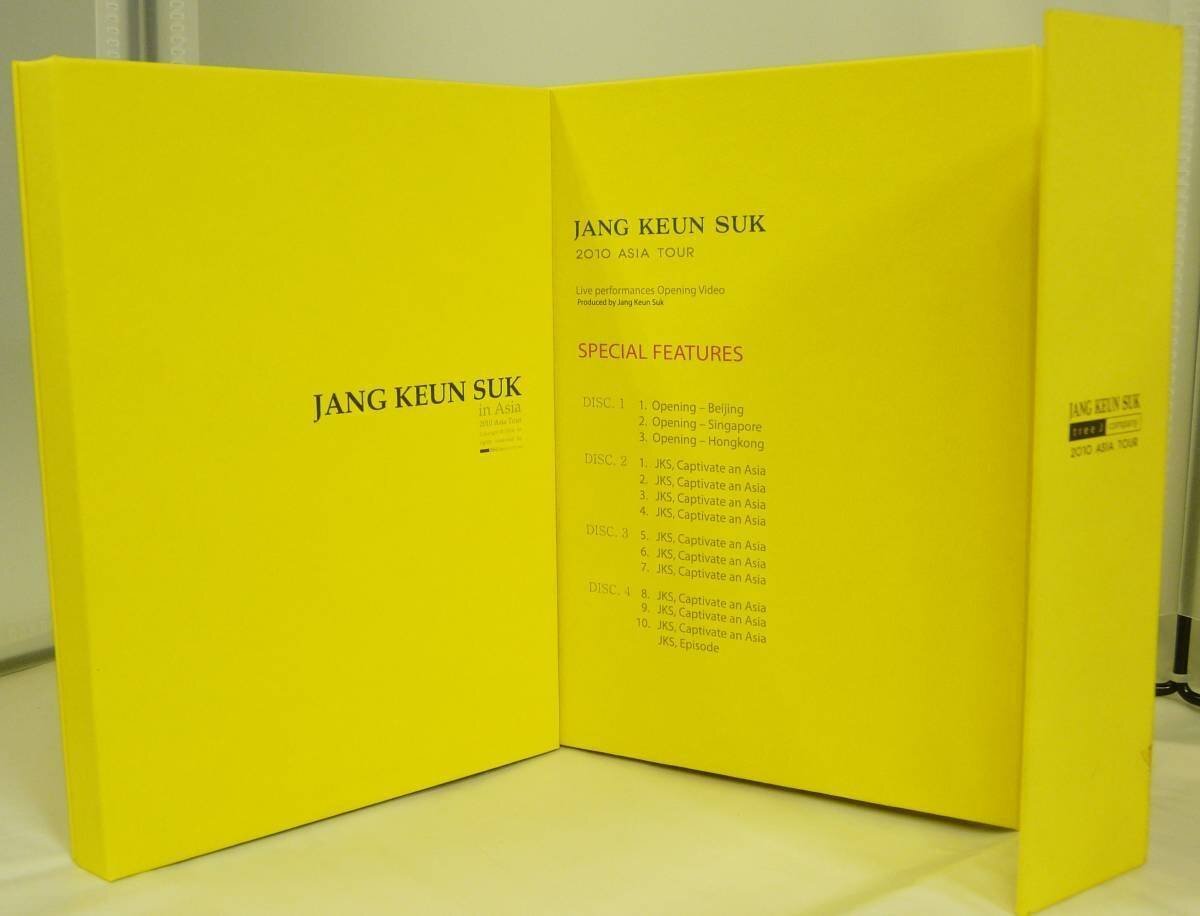 JANG KEUN SUK
in Asia
2010 Asia Tour
JANG KEUN SUK
2010 ASIA TOUR
Live performances Opening Video
Produced by Jang Keun Suk
SPECIAL FEATURES
DISC. 1 1. Opening – Beijing
2. Opening – Singapore
3. Opening – Hongkong
DISC. 2 1. JKS, Captivate an Asia
2. JKS, Captivate an Asia
3. JKS, Captivate an Asia
4. JKS, Captivate an Asia
DISC. 3 5. JKS, Captivate an Asia
6. JKS, Captivate an Asia
7. JKS, Captivate an Asia
DISC. 4 8. JKS, Captivate an Asia
9. JKS, Captivate an Asia
10. JKS, Captivate an Asia
JKS, Episode
JANG KEUN SUK
tree J company
2010 ASIA TOUR